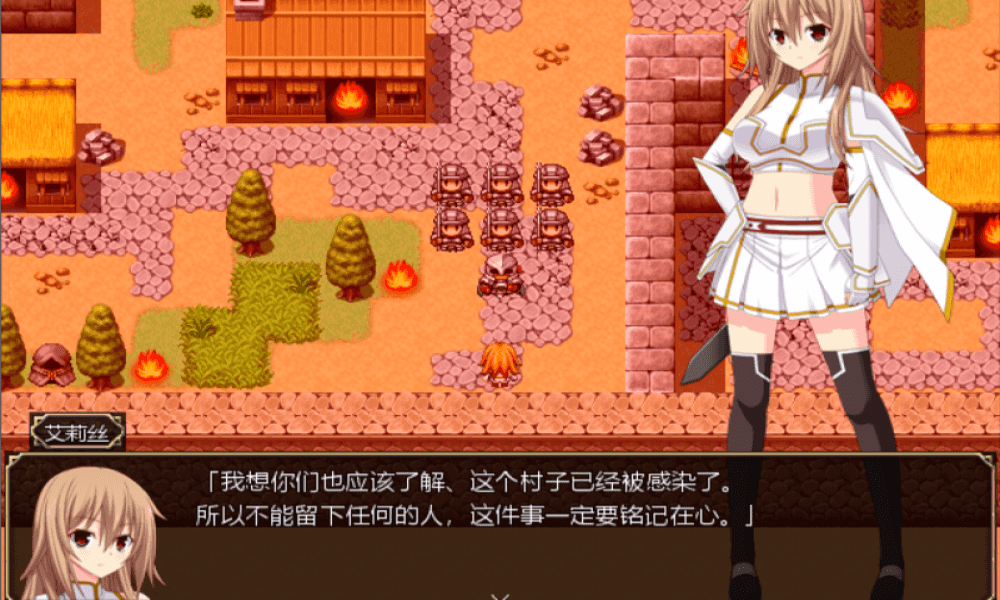 艾莉丝
「我想你们也应该了解、这个村子已经被感染了。
所以不能留下任何的人，这件事一定要铭记在心。」